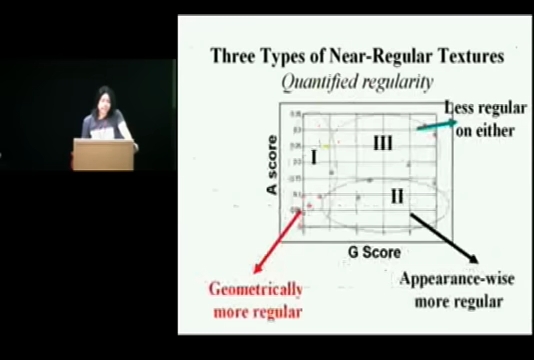 Three Types of Near-Regular Textures
Quantified regularity
Less regular
on either
A score
I
III
II
G Score
Geometrically
more regular
Appearance-wise
more regular